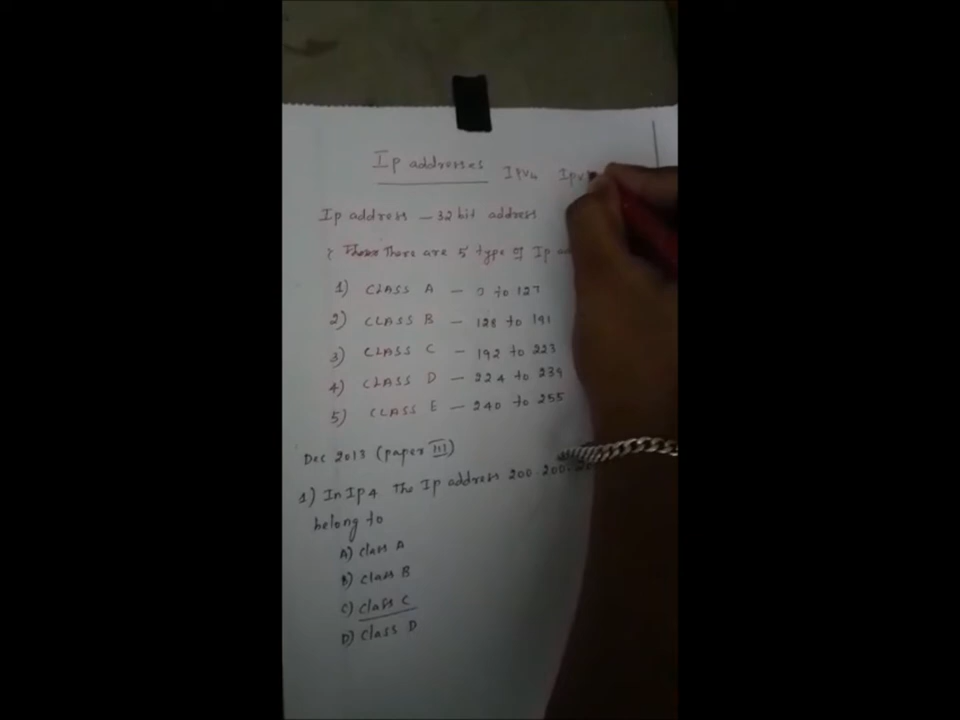 Ip addresses IPv4
Ip address - 32 bit address
There are 5 type of Ip
1) CLASS A - 0 to 127
2) CLASS B - 128 to 191
3) CLASS C - 192 to 223
4) CLASS D - 224 to 239
5) CLASS E - 240 to 255
Dec 2013 (paper III)
1) In Ip 4 The Ip address 200.200.
belong to
A) class A
B) class B
C) class C
D) class D